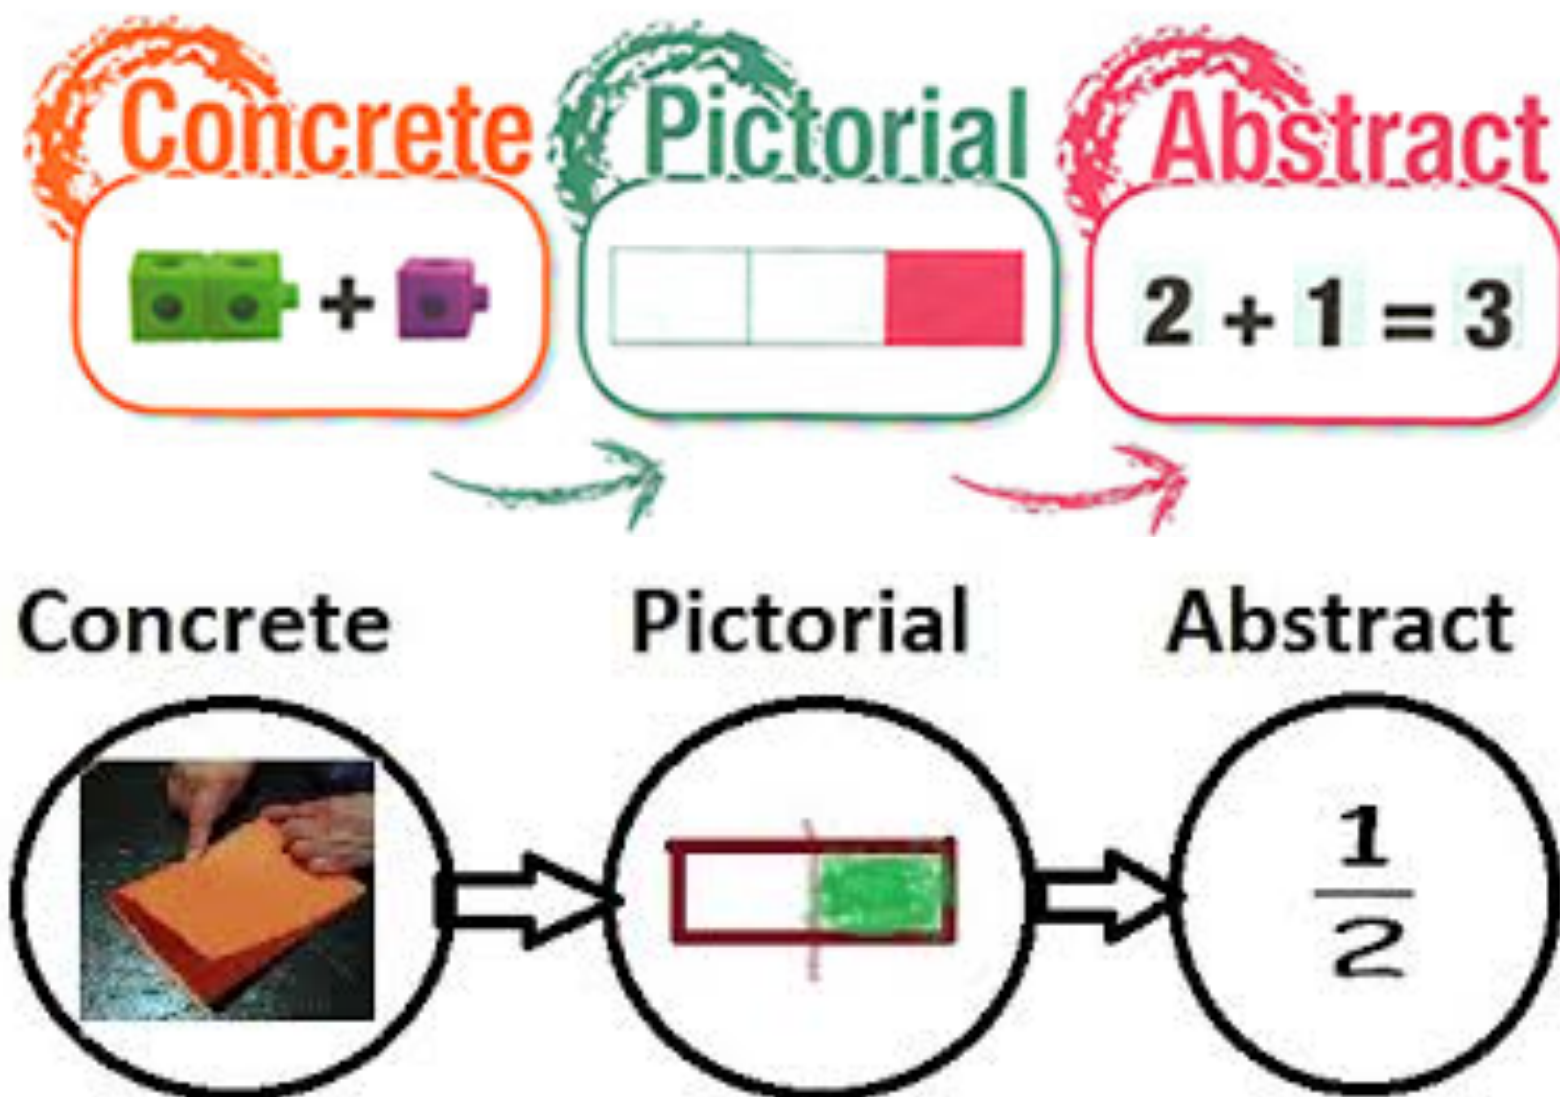 Concrete Pictorial Abstract
+ 2 + 1 = 3
Concrete Pictorial Abstract
1
2